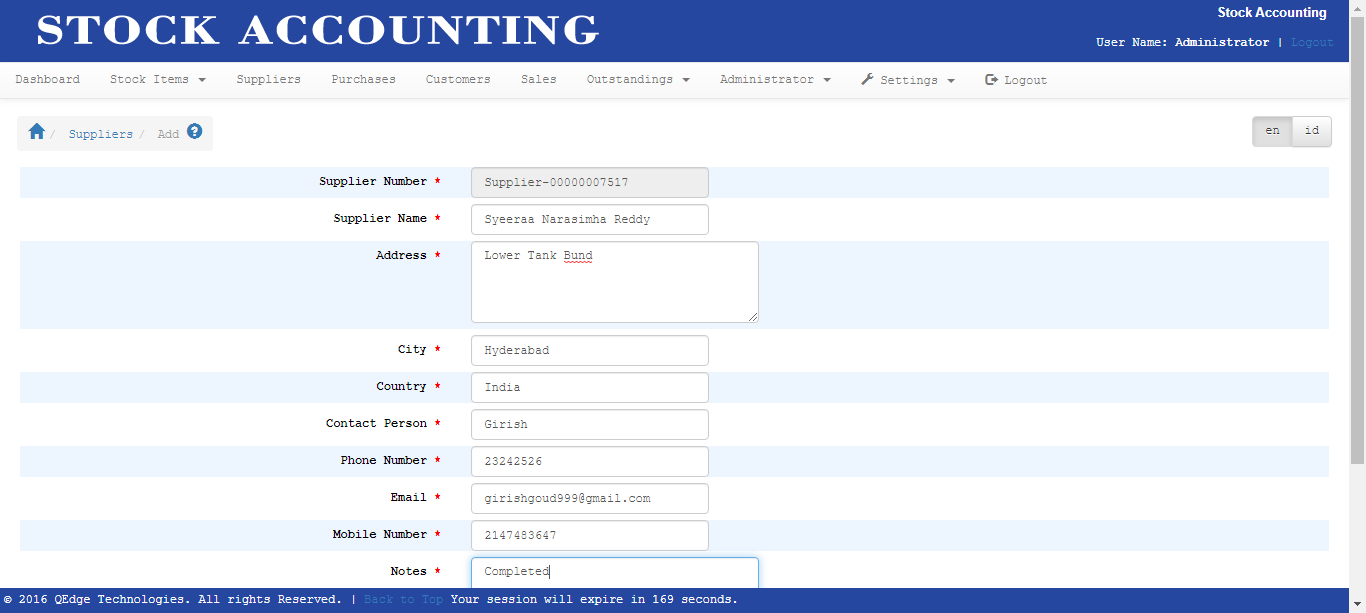 STOCK ACCOUNTING
Stock Accounting
User Name: Administrator | Logout
Dashboard Stock Items Suppliers Purchases Customers Sales Outstandings Administrator Settings Logout
/ Suppliers / Add ?
en id
Supplier Number * Supplier-00000007517
Supplier Name * Syeeraa Narasimha Reddy
Address * Lower Tank Bund
City * Hyderabad
Country * India
Contact Person * Girish
Phone Number * 23242526
Email * girishgoud999@gmail.com
Mobile Number * 2147483647
Notes * Completed
© 2016 QEdge Technologies. All rights Reserved. | Back to Top Your session will expire in 169 seconds.